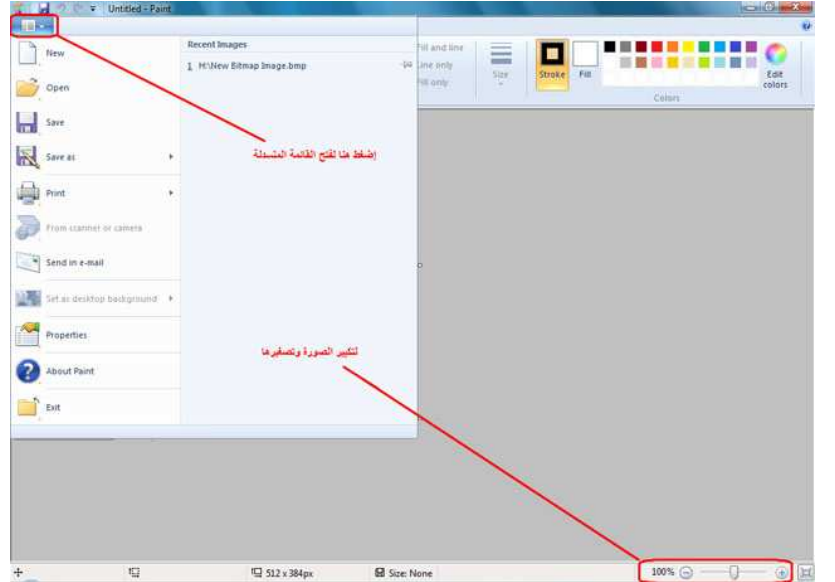 Untitled - Paint
New
Open
Save
Save as
Print
From scanner or camera
Send in e-mail
Set as desktop background
Properties
About Paint
Exit
Recent Images
1 H:\New Bitmap Image.bmp
Fill and line
Line only
Fill only
Size
Stroke
Fill
Edit
colors
Colors
إضغط هنا لفتح القائمة المنسدلة
لتكبير الصورة وتصغيرها
512 x 384px
Size: None
100%